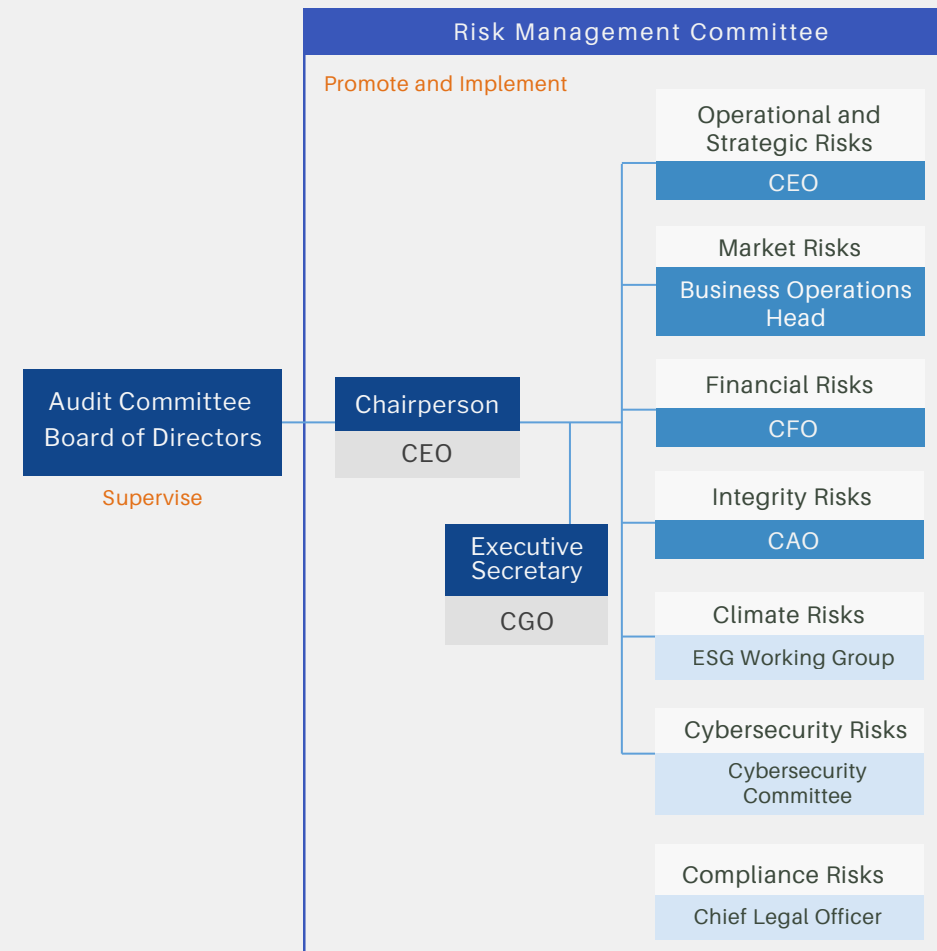 Risk Management Committee
Promote and Implement
Operational and
Strategic Risks
CEO
Market Risks
Business Operations
Head
Audit Committee
Board of Directors
Supervise
Chairperson
CEO
Executive
Secretary
CGO
Financial Risks
CFO
Integrity Risks
CAO
Climate Risks
ESG Working Group
Cybersecurity Risks
Cybersecurity
Committee
Compliance Risks
Chief Legal Officer